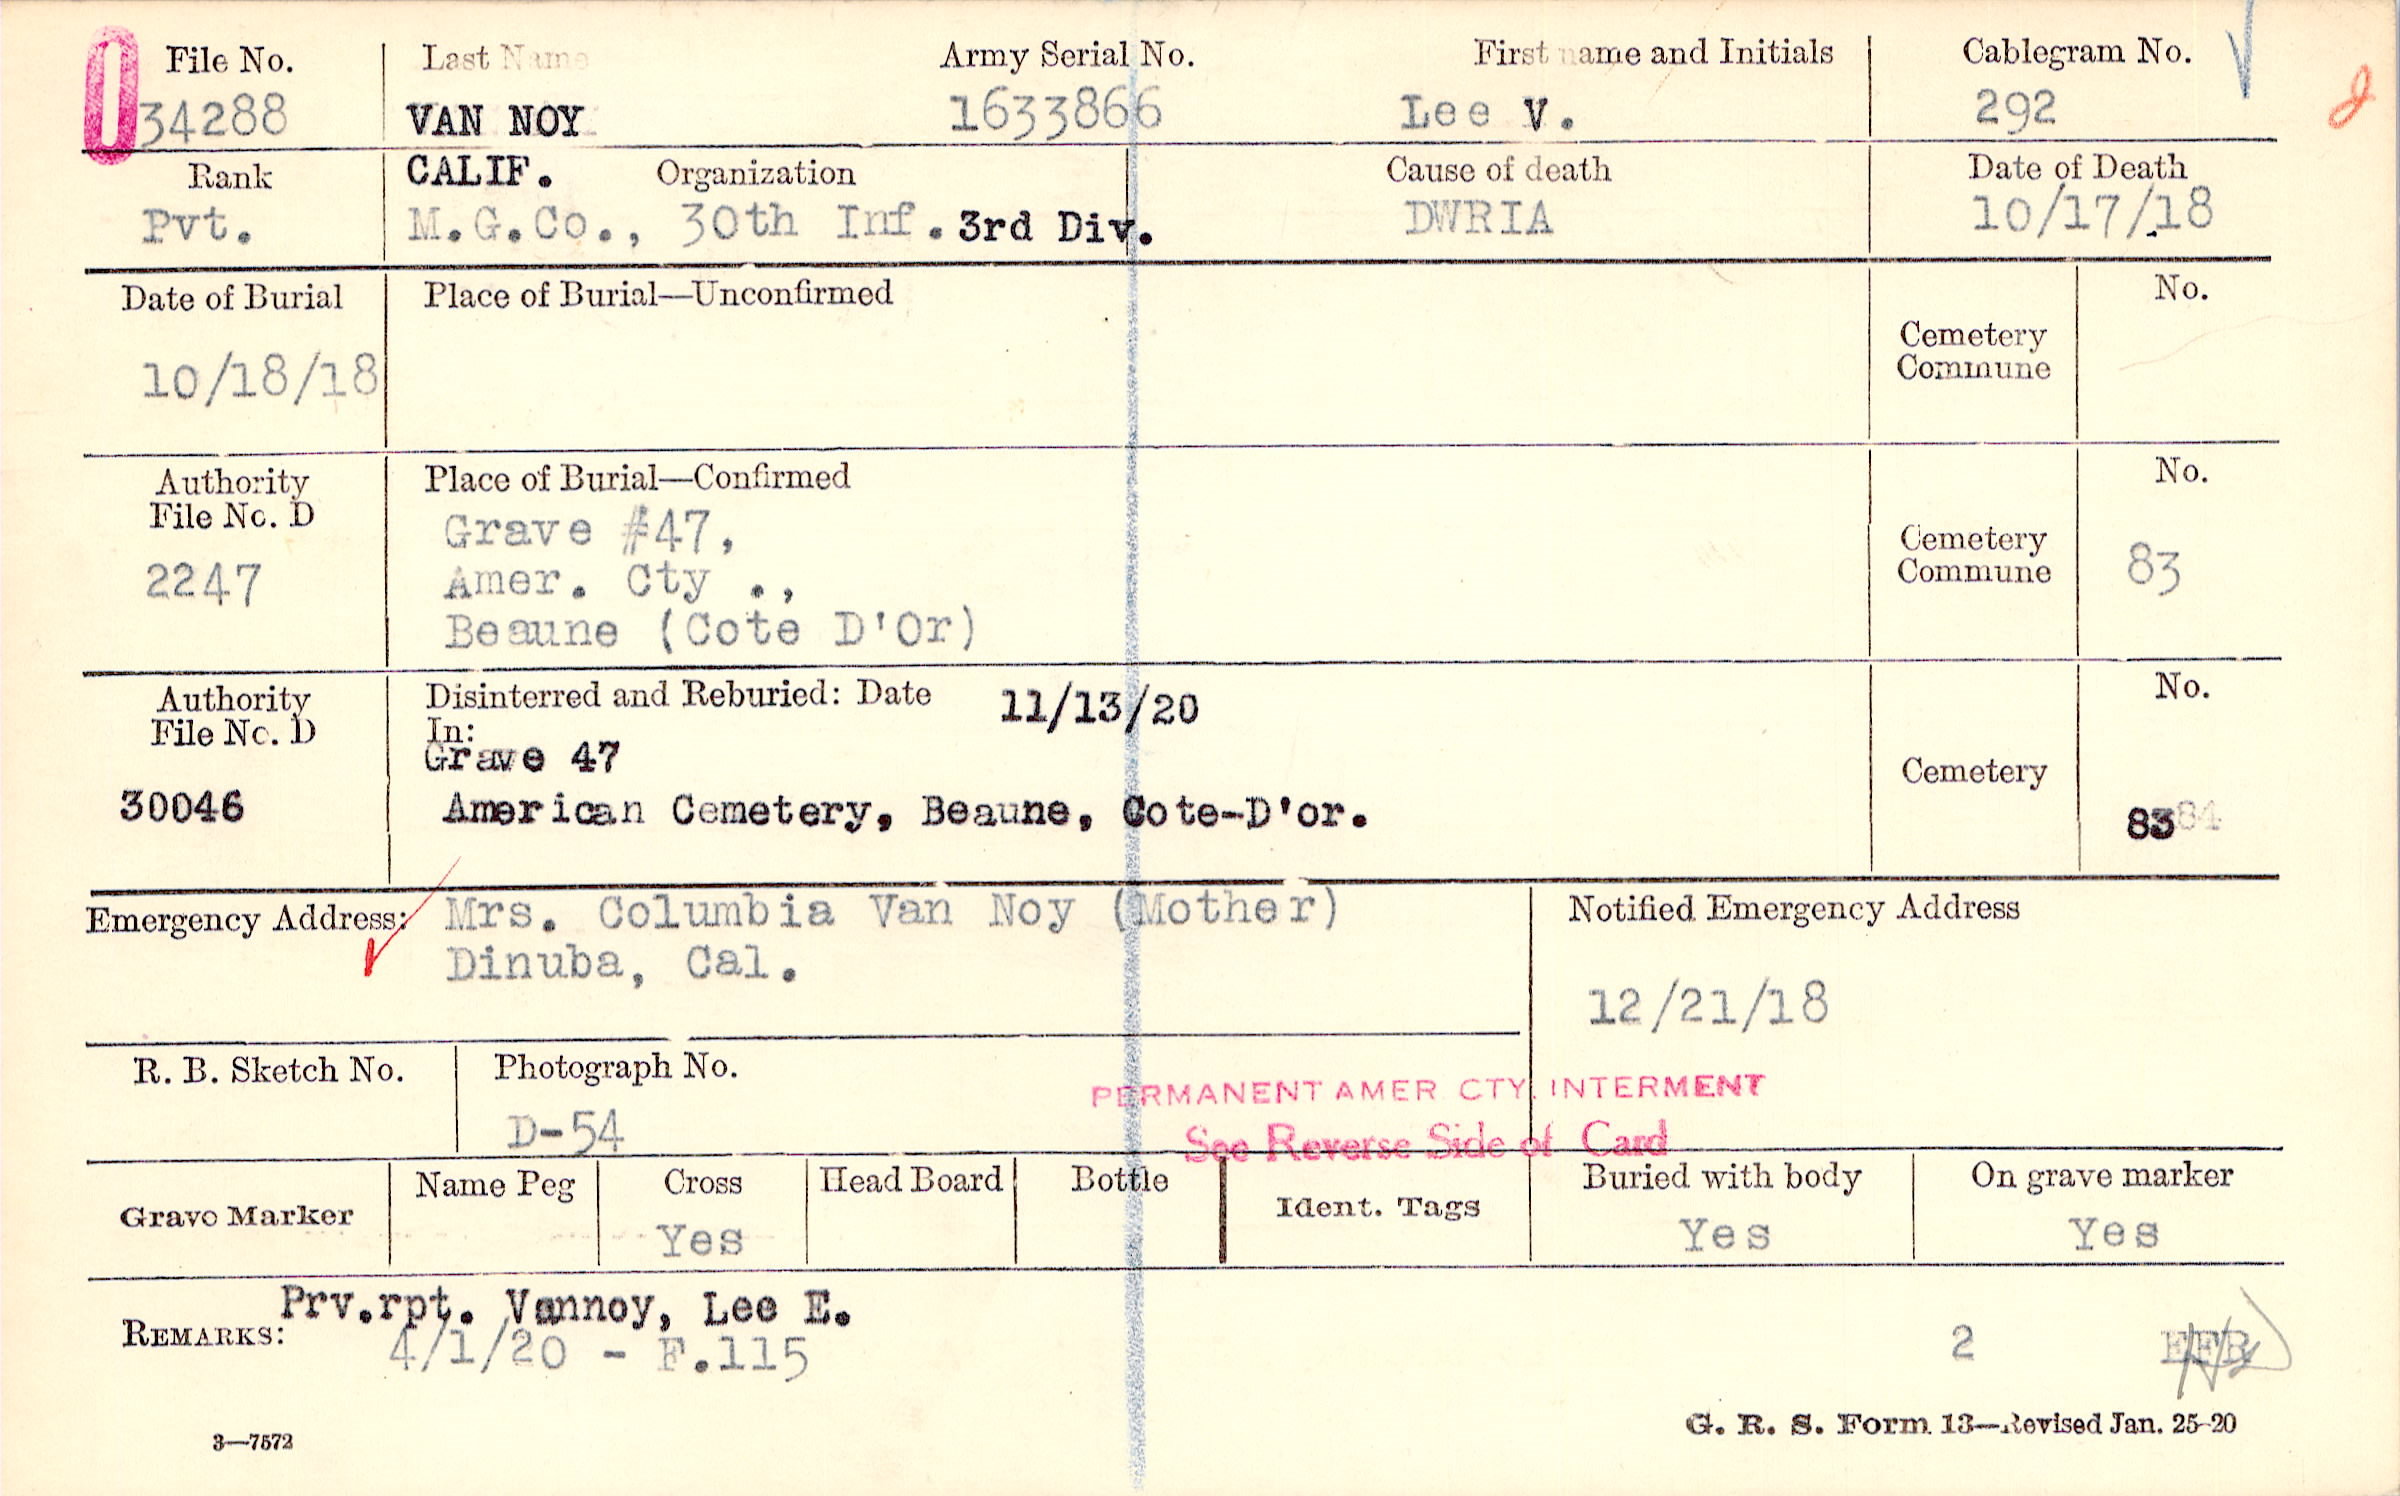 File No. Last Name Army Serial No. First name and Initials Cablegram No.
0 34288 VAN NOY 1633866 Lee V. 292
Rank CALIF. Organization Cause of death Date of Death
Pvt. M.G.Co., 30th Inf. 3rd Div. DWRIA 10/17/18
Date of Burial Place of Burial—Unconfirmed No.
Cemetery
Commune
10/18/18
Authority Place of Burial—Confirmed No.
File No. D
Grave #47,
Cemetery
2247 Amer. Cty ., Commune 83
Beaune (Cote D'Or)
Authority Disinterred and Reburied: Date 11/13/20 No.
File No. D In:
Grave 47
Cemetery
30046 American Cemetery, Beaune, Cote-D'or. 83 84
Emergency Address: Mrs. Columbia Van Noy (Mother) Notified Emergency Address
Dinuba, Cal.
12/21/18
R. B. Sketch No. Photograph No.
PERMANENT AMER. CTY. INTERMENT
D-54
See Reverse Side of Card
Grave Marker Name Peg Cross Head Board Bottle Ident. Tags Buried with body On grave marker
Yes Yes Yes
Prv.rpt. Vannoy, Lee E.
REMARKS: 4/1/20 - F.115 2 EFR
3—7572 G. R. S. Form 13—Revised Jan. 25-20